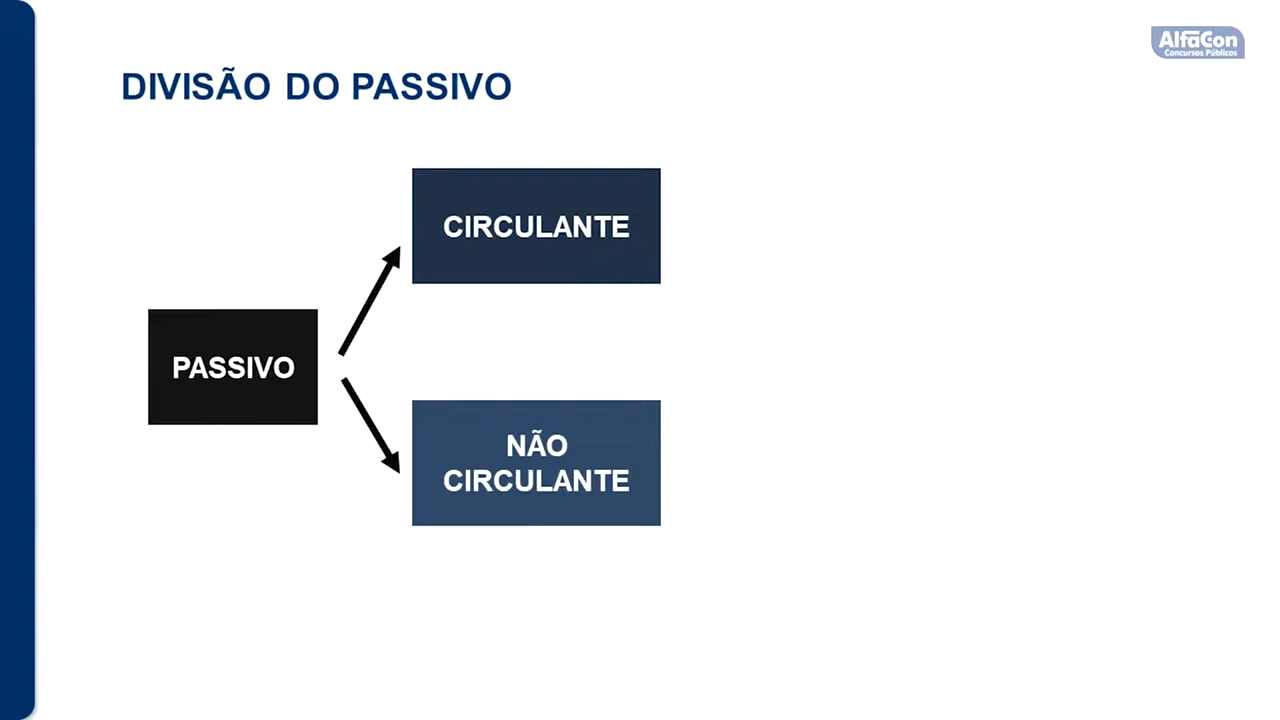 AlfaCon
Concursos Públicos
DIVISÃO DO PASSIVO
CIRCULANTE
PASSIVO
NÃO
CIRCULANTE